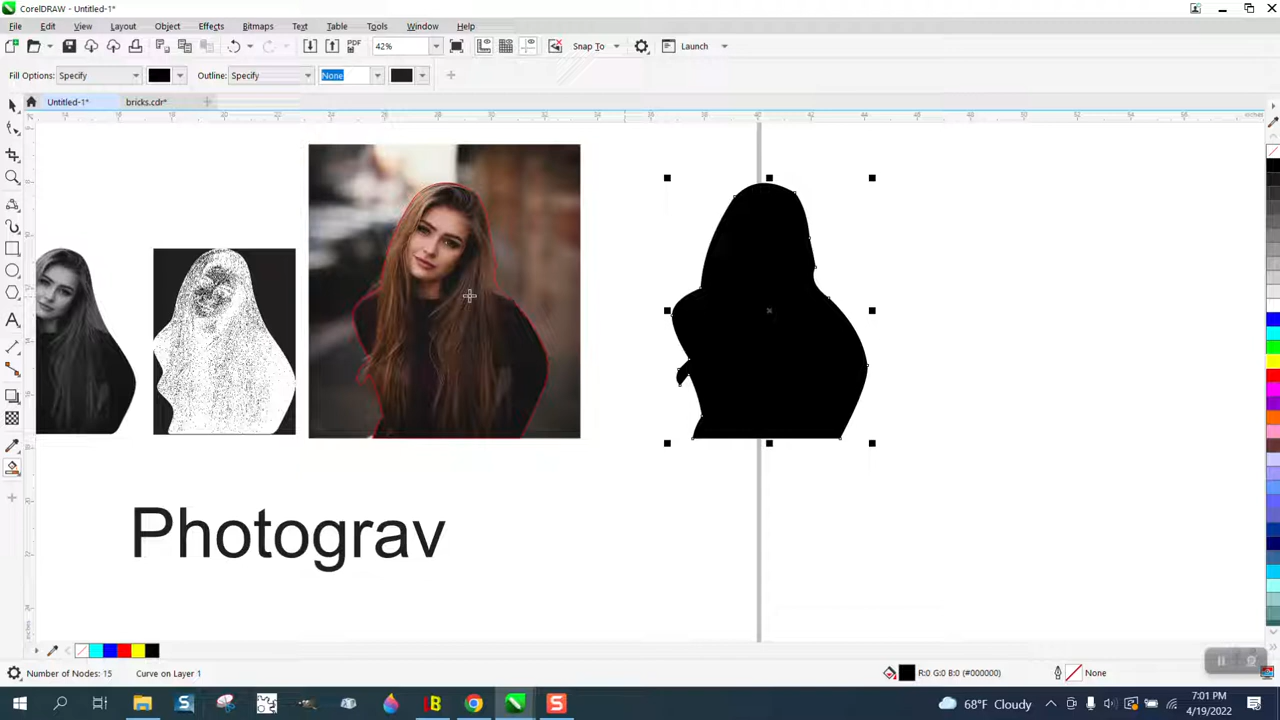 CorelDRAW - Untitled-1*
File Edit View Layout Object Effects Bitmaps Text Table Tools Window Help
PDF 42% Snap To Launch
Fill Options: Specify Outline: Specify None
Untitled-1* bricks.cdr*
inches
Photograv
Number of Nodes: 15 Curve on Layer 1 R:0 G:0 B:0 (#000000) None
68°F Cloudy 7:01 PM
4/19/2022